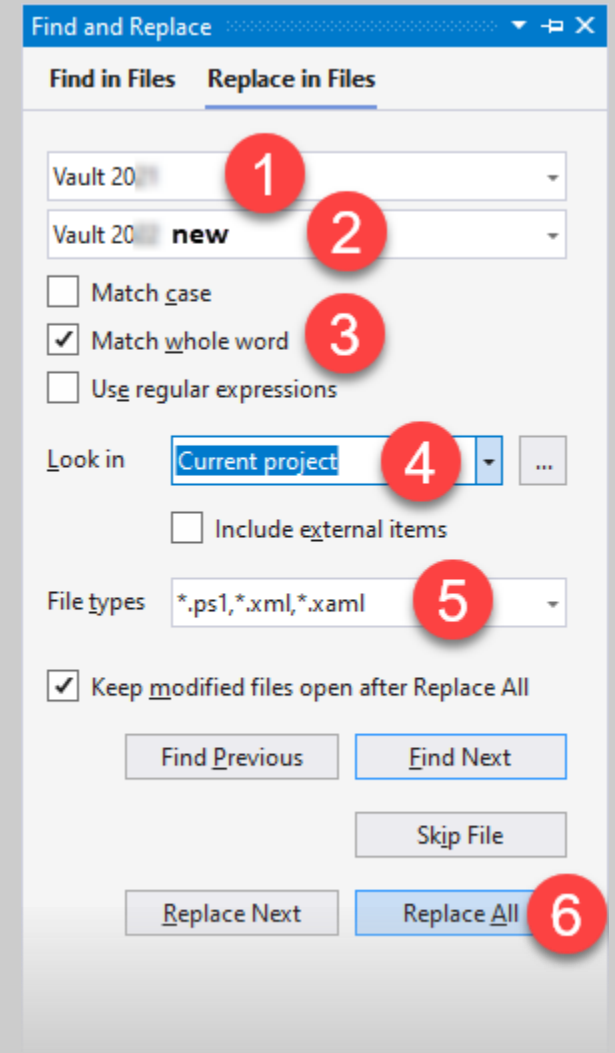 Find and Replace
Find in Files Replace in Files
Vault 20 1
Vault 20 new 2
Match case
Match whole word 3
Use regular expressions
Look in Current project 4 ...
Include external items
File types *.ps1,*.xml,*.xaml 5
Keep modified files open after Replace All
Find Previous Find Next
Skip File
Replace Next Replace All 6